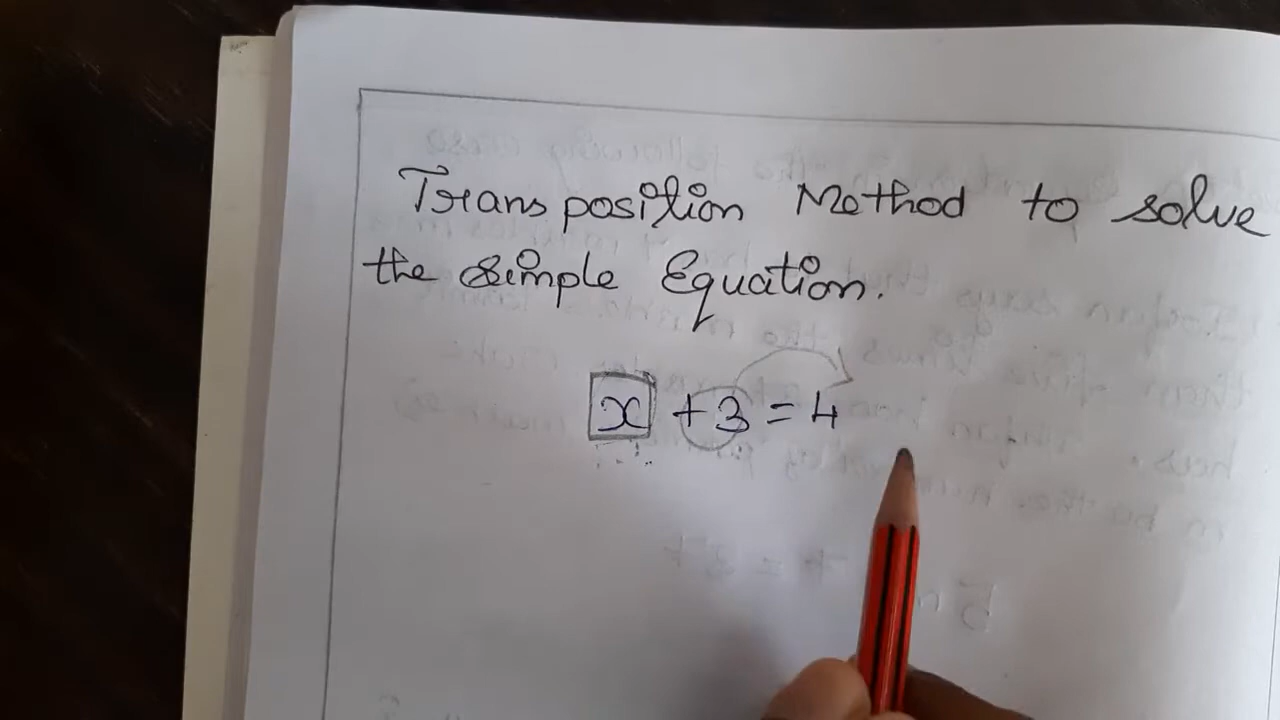 Transposition Method to solve
the simple Equation.
x + 3 = 4